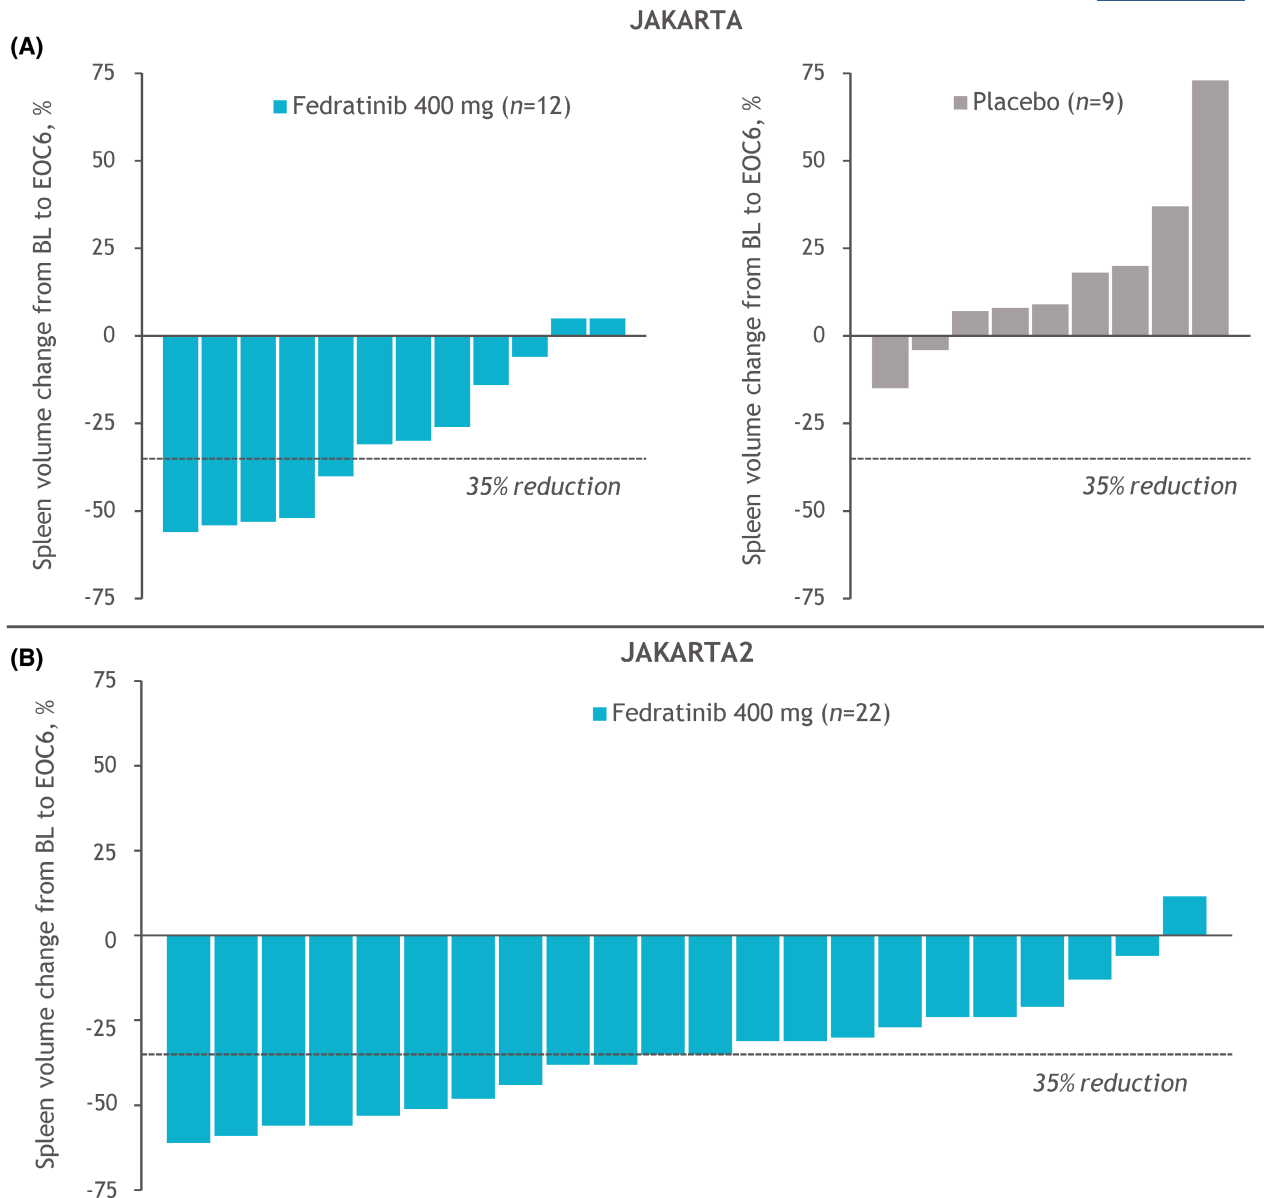 JAKARTA
(A)
Spleen volume change from BL to EOC6, %
75
50
25
0
-25
-50
-75
Fedratinib 400 mg (n=12)
35% reduction
Spleen volume change from BL to EOC6, %
75
50
25
0
-25
-50
-75
Placebo (n=9)
35% reduction
(B)
JAKARTA2
Spleen volume change from BL to EOC6, %
75
50
25
0
-25
-50
-75
Fedratinib 400 mg (n=22)
35% reduction